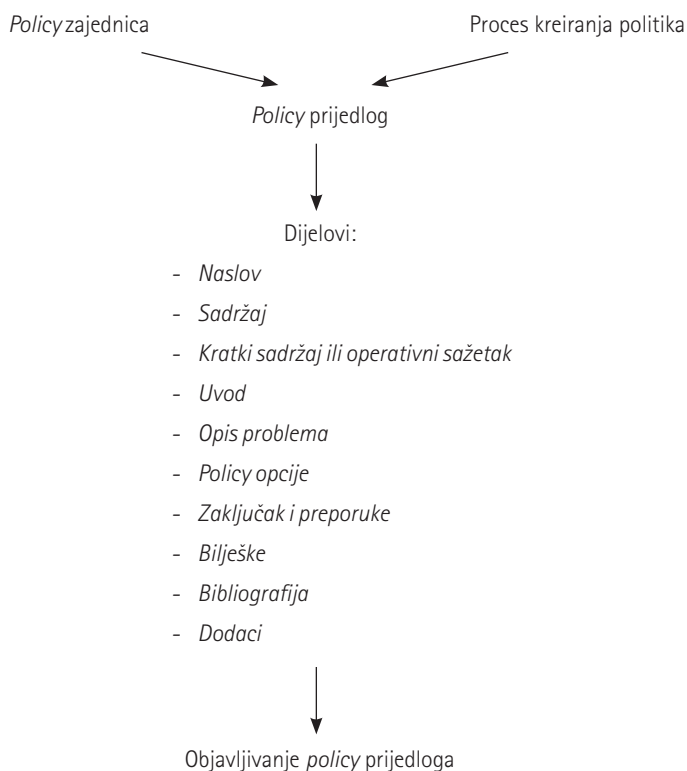 Policy zajednica
Proces kreiranja politika
Policy prijedlog
Dijelovi:
- Naslov
- Sadržaj
- Kratki sadržaj ili operativni sažetak
- Uvod
- Opis problema
- Policy opcije
- Zaključak i preporuke
- Bilješke
- Bibliografija
- Dodaci
Objavljivanje policy prijedloga